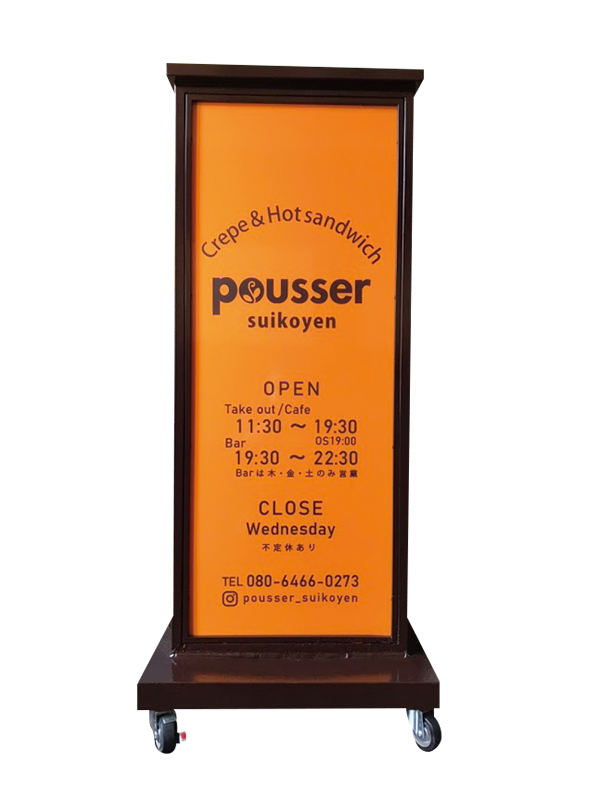 Crepe & Hotsandwich
pousser
suikoyen
OPEN
Take out/Cafe
11:30 〜 19:30
Bar OS19:00
19:30 〜 22:30
Barは木・金・土のみ営業
CLOSE
Wednesday
不定休あり
TEL 080-6466-0273
pousser_suikoyen